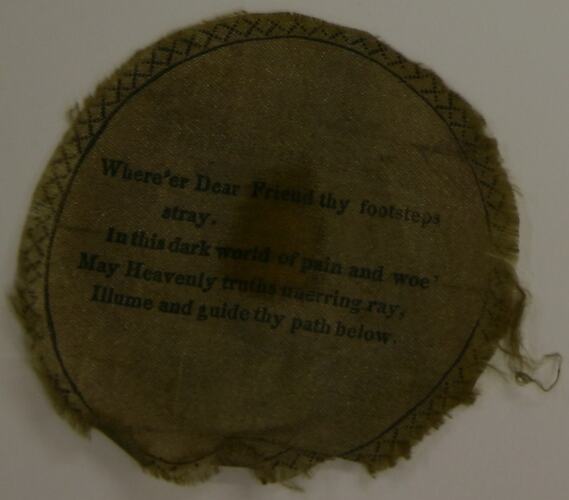 Where'er Dear Friend thy footsteps
stray,
In this dark world of pain and woe'
May Heavenly truths unerring ray,
Illume and guide thy path below.